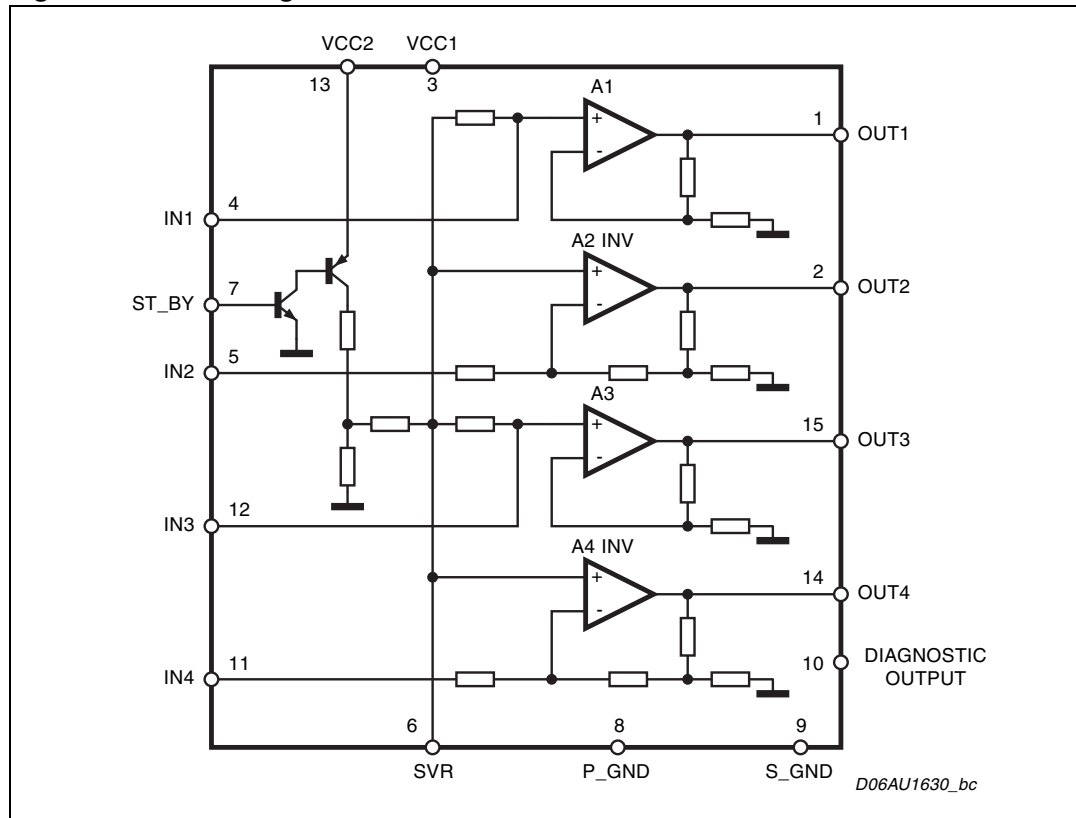 VCC2 VCC1
13 3
A1
+
-
1 OUT1
4
IN1
A2 INV
+
-
2 OUT2
7
ST_BY
5
IN2
A3
+
-
15 OUT3
12
IN3
A4 INV
+
-
14 OUT4
11
IN4
10 DIAGNOSTIC
OUTPUT
6 8 9
SVR P_GND S_GND
D06AU1630_bc